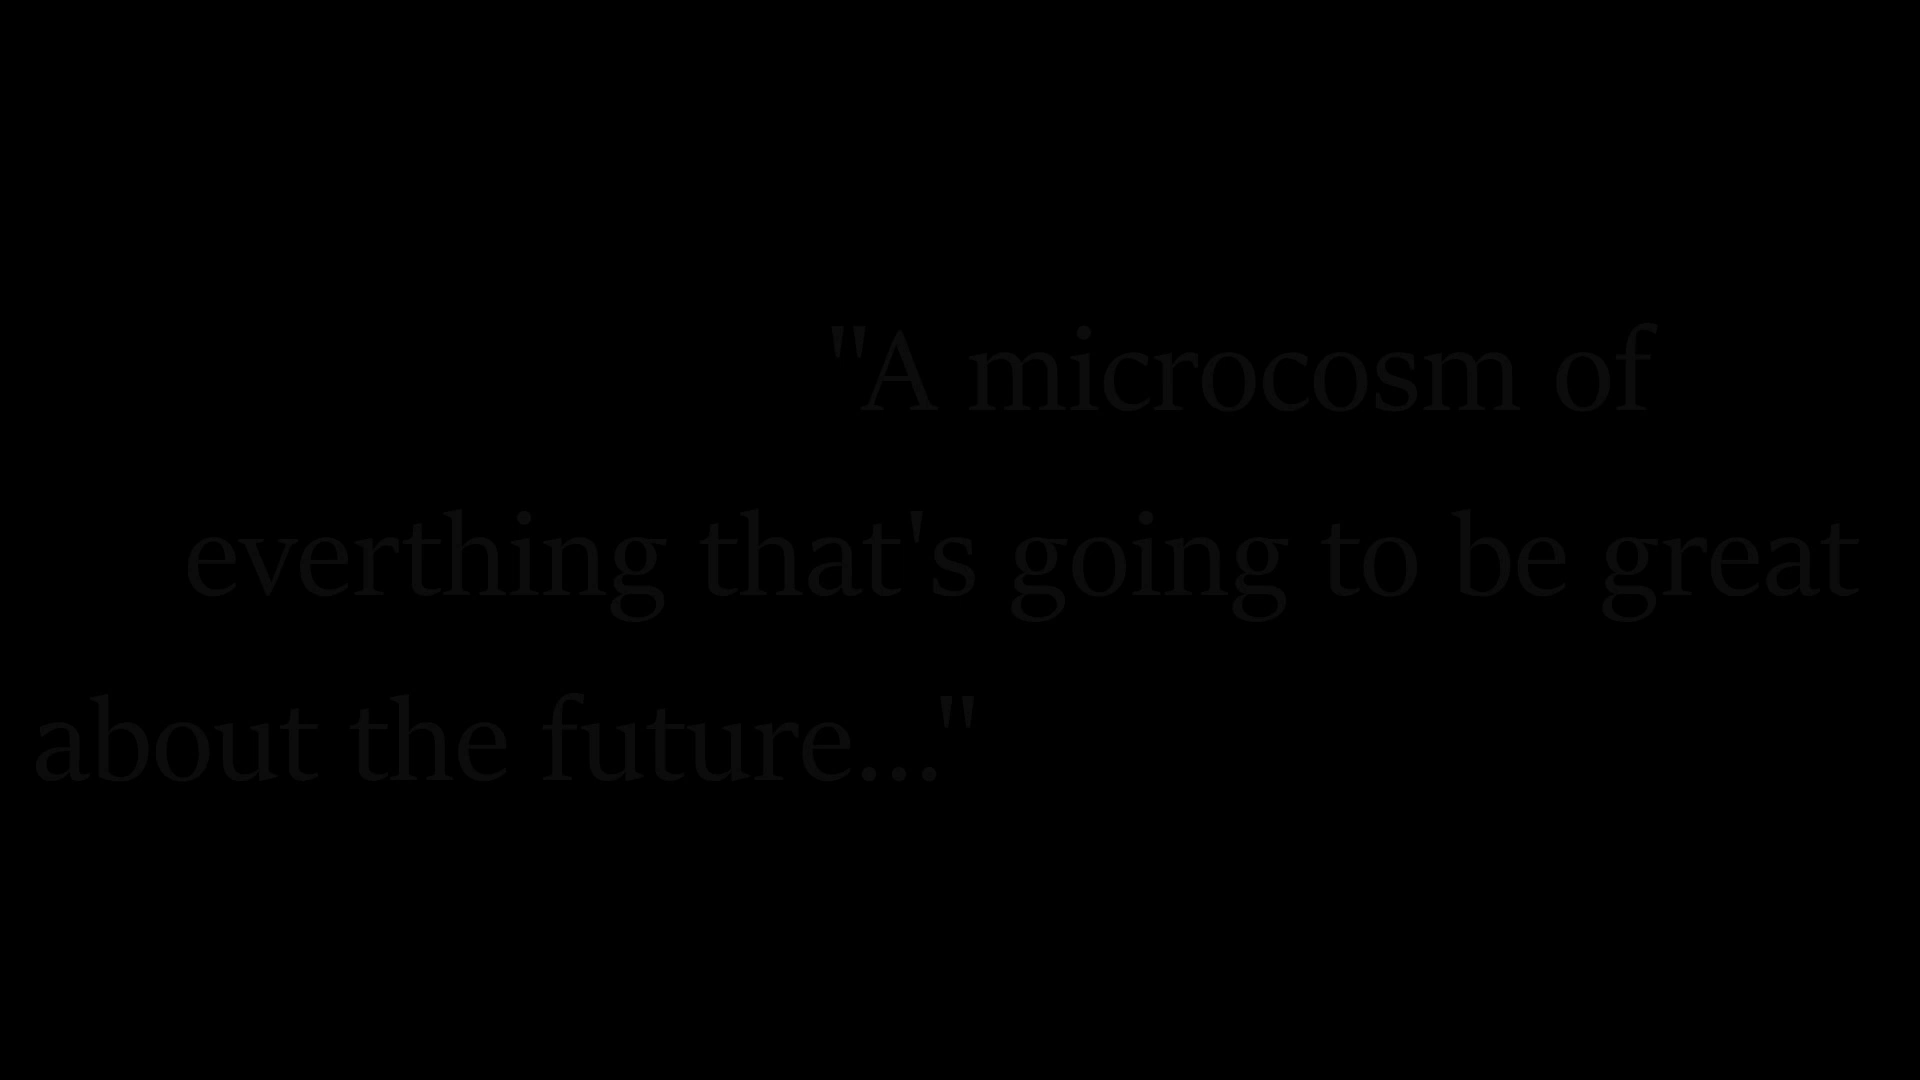 "A microcosm of
everthing that's going to be great
about the future..."